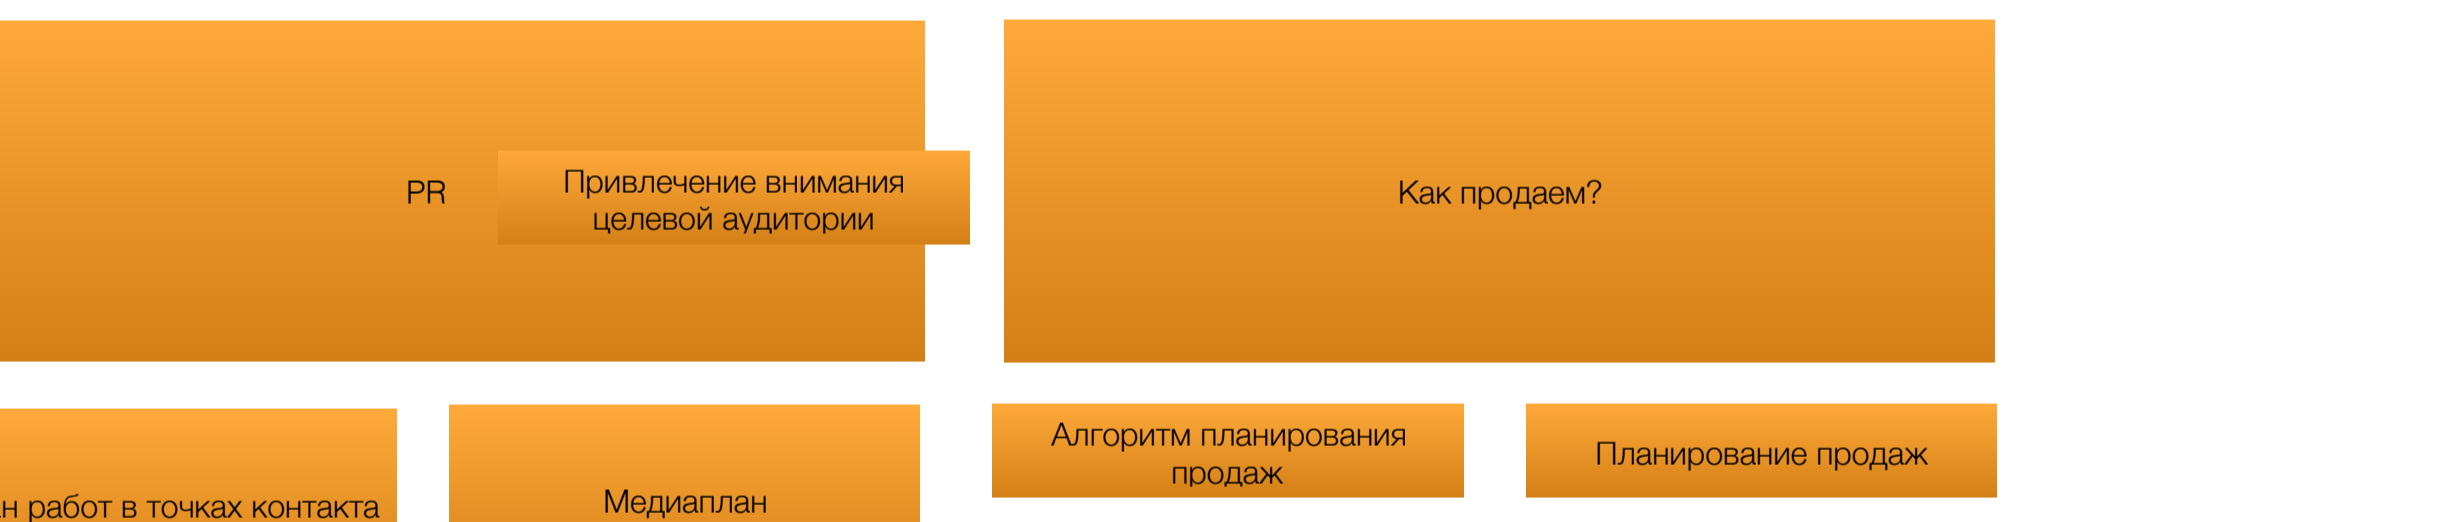 PR
Привлечение внимания
целевой аудитории
Как продаем?
работ в точках контакта
Медиаплан
Алгоритм планирования
продаж
Планирование продаж